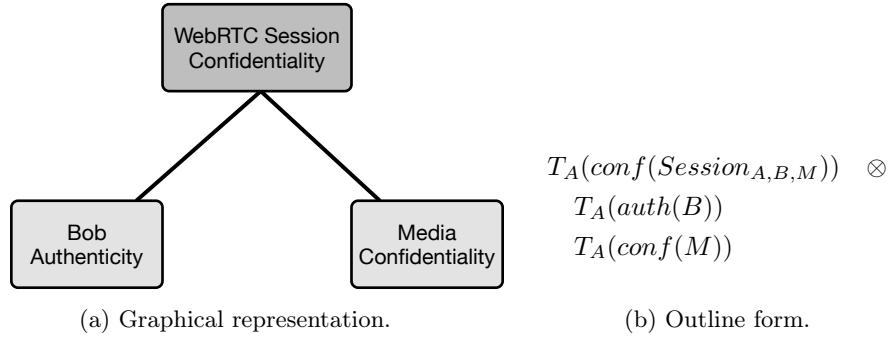 WebRTC Session
Confidentiality
Bob
Authenticity
Media
Confidentiality
(a) Graphical representation.
T_A(conf(Session_{A,B,M})) ⊗
T_A(auth(B))
T_A(conf(M))
(b) Outline form.